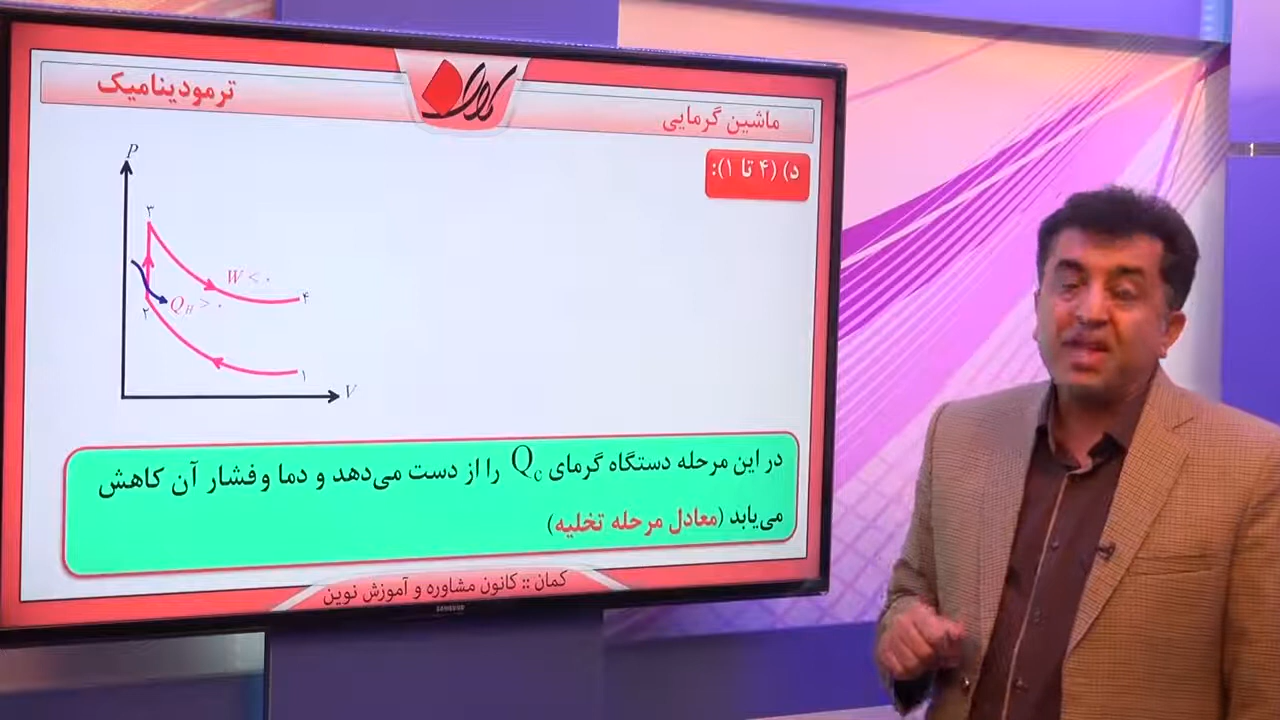 ترمودینامیک
کمان
ماشین گرمایی
د) (۴ تا ۱):
P
۳
W < ۰
۴
Q_H > ۰
۲
۱
V
در این مرحله دستگاه گرمای Q_c را از دست می‌دهد و دما وفشار آن کاهش
می‌یابد (معادل مرحله تخلیه)
کمان :: کانون مشاوره و آموزش نوین
SAMSUNG